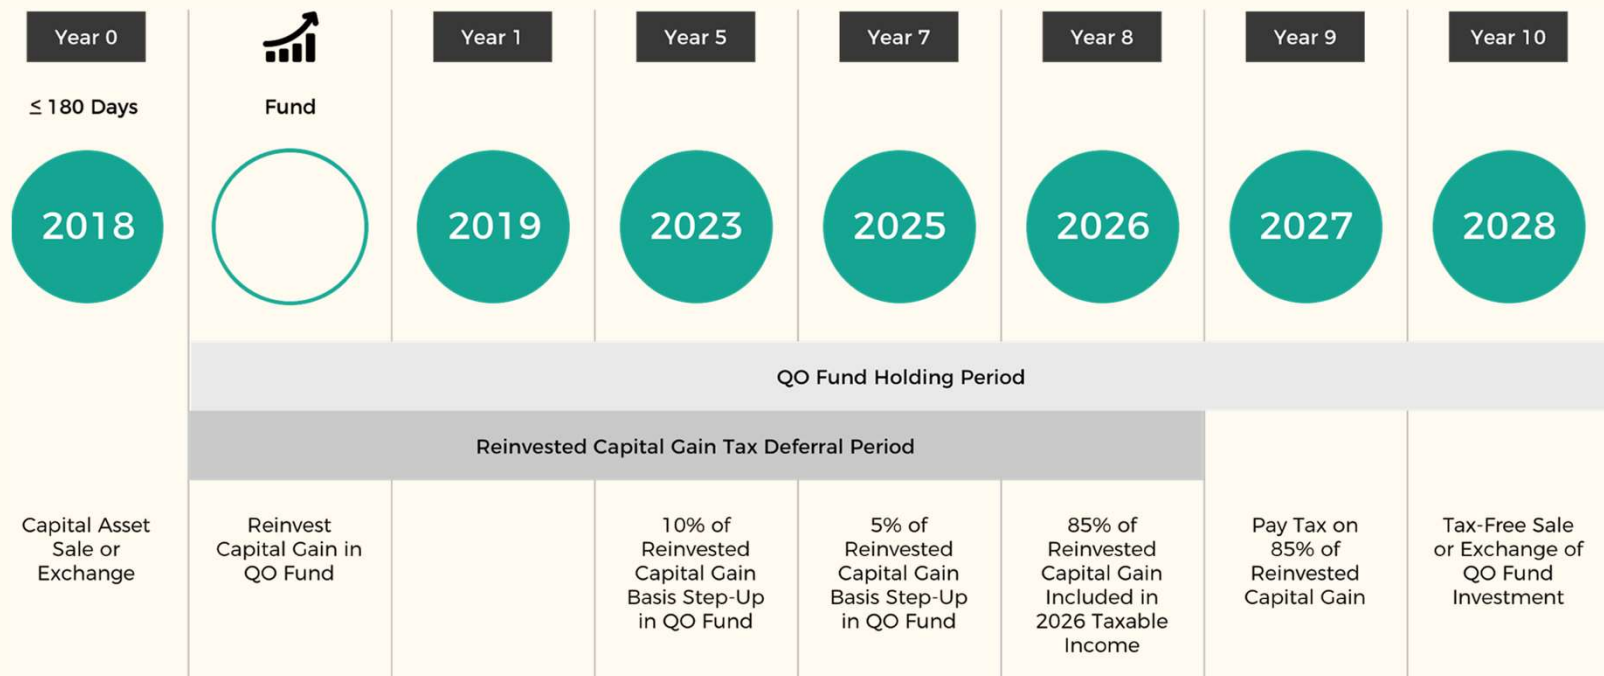 Year 0
Year 1
Year 5
Year 7
Year 8
Year 9
Year 10
≤ 180 Days
Fund
2018
2019
2023
2025
2026
2027
2028
QO Fund Holding Period
Reinvested Capital Gain Tax Deferral Period
Capital Asset
Sale or
Exchange
Reinvest
Capital Gain in
QO Fund
10% of
Reinvested
Capital Gain
Basis Step-Up
in QO Fund
5% of
Reinvested
Capital Gain
Basis Step-Up
in QO Fund
85% of
Reinvested
Capital Gain
Included in
2026 Taxable
Income
Pay Tax on
85% of
Reinvested
Capital Gain
Tax-Free Sale
or Exchange of
QO Fund
Investment